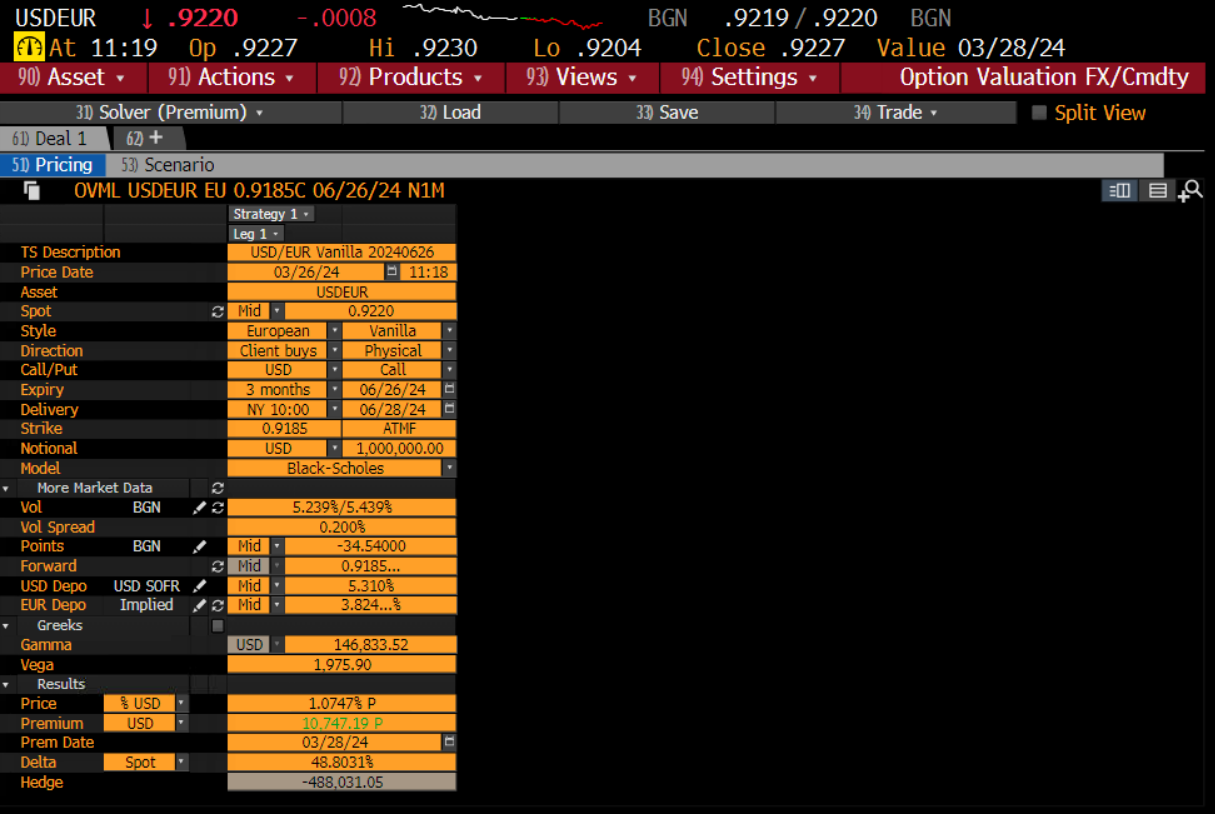 USDEUR ↓ .9220 -.0008 BGN .9219 / .9220 BGN
At 11:19 Op .9227 Hi .9230 Lo .9204 Close .9227 Value 03/28/24
90) Asset 91) Actions 92) Products 93) Views 94) Settings Option Valuation FX/Cmdty
31) Solver (Premium) 32) Load 33) Save 34) Trade Split View
61) Deal 1 62) +
51) Pricing 53) Scenario
OVML USDEUR EU 0.9185C 06/26/24 N1M
Strategy 1
Leg 1
TS Description USD/EUR Vanilla 20240626
Price Date 03/26/24 11:18
Asset USDEUR
Spot Mid 0.9220
Style European Vanilla
Direction Client buys Physical
Call/Put USD Call
Expiry 3 months 06/26/24
Delivery NY 10:00 06/28/24
Strike 0.9185 ATMF
Notional USD 1,000,000.00
Model Black-Scholes
More Market Data
Vol BGN 5.239%/5.439%
Vol Spread 0.200%
Points BGN Mid -34.54000
Forward Mid 0.9185...
USD Depo USD SOFR Mid 5.310%
EUR Depo Implied Mid 3.824...%
Greeks
Gamma USD 146,833.52
Vega 1,975.90
Results
Price % USD 1.0747% P
Premium USD 10,747.19 P
Prem Date 03/28/24
Delta Spot 48.8031%
Hedge -488,031.05